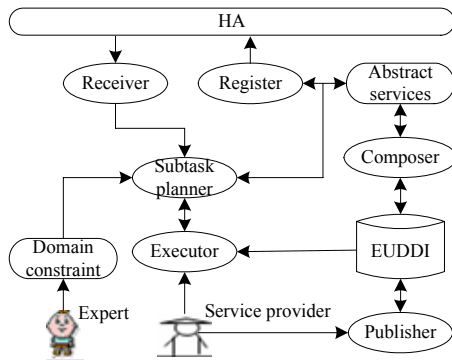 HA
Receiver
Register
Abstract
services
Subtask
planner
Composer
Domain
constraint
Executor
EUDDI
Expert
Service provider
Publisher